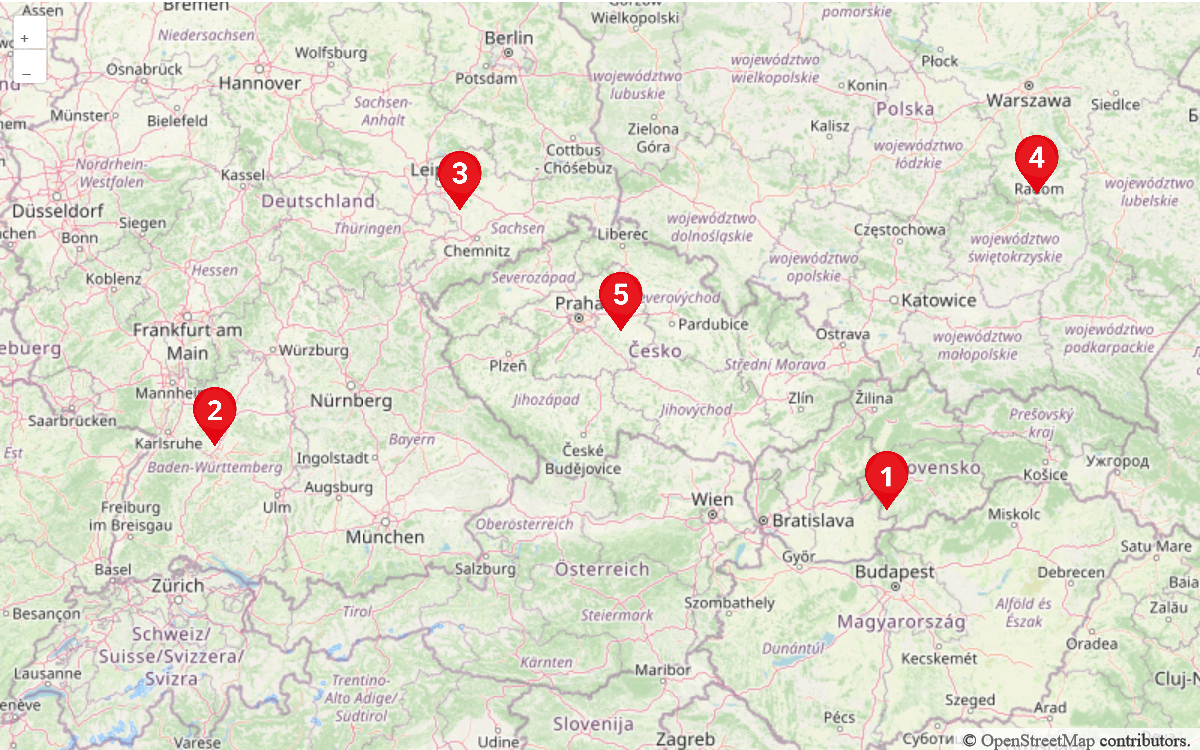 Assen
Bremen
Gorzów
Wielkopolski
pomorskie
+
–
Niedersachsen
Wolfsburg
Berlin
Osnabrück
Hannover
Potsdam
województwo
lubuskie
województwo
wielkopolskie
Konin
Płock
Warszawa
Siedlce
Polska
Münster
Bielefeld
Sachsen-
Anhalt
Zielona
Góra
Kalisz
województwo
łódzkie
Cottbus
- Chóśebuz
Nordrhein-
Westfalen
Kassel
3
4
Radom
województwo
lubelskie
Düsseldorf
Deutschland
Siegen
Thüringen
Sachsen
Chemnitz
Liberec
województwo
dolnośląskie
Częstochowa
województwo
świętokrzyskie
Bonn
Koblenz
Hessen
Severozápad
województwo
opolskie
Praha
5
Severovýchod
Pardubice
Katowice
Frankfurt am
Main
Würzburg
Česko
Ostrava
województwo
małopolskie
województwo
podkarpackie
Plzeň
Střední Morava
Mannheim
2
Nürnberg
Jihozápad
Jihovýchod
Zlín
Žilina
Prešovský
kraj
Saarbrücken
Karlsruhe
Bayern
Est
Baden-Württemberg
Ingolstadt
České
Budějovice
1
Slovensko
Košice
Ужгород
Augsburg
Ulm
Freiburg
im Breisgau
München
Oberösterreich
Wien
Bratislava
Miskolc
Győr
Satu Mare
Basel
Zürich
Salzburg
Österreich
Budapest
Debrecen
Baia
Besançon
Tirol
Steiermark
Szombathely
Magyarország
Alföld és
Észak
Zalău
Schweiz/
Suisse/Svizzera/
Svizra
Dunántúl
Kecskemét
Oradea
Lausanne
Kärnten
Maribor
Cluj-N
Trentino-
Alto Adige/
Südtirol
Szeged
Arad
Pécs
Slovenija
Varese
Udine
Zagreb
© OpenStreetMap contributors.